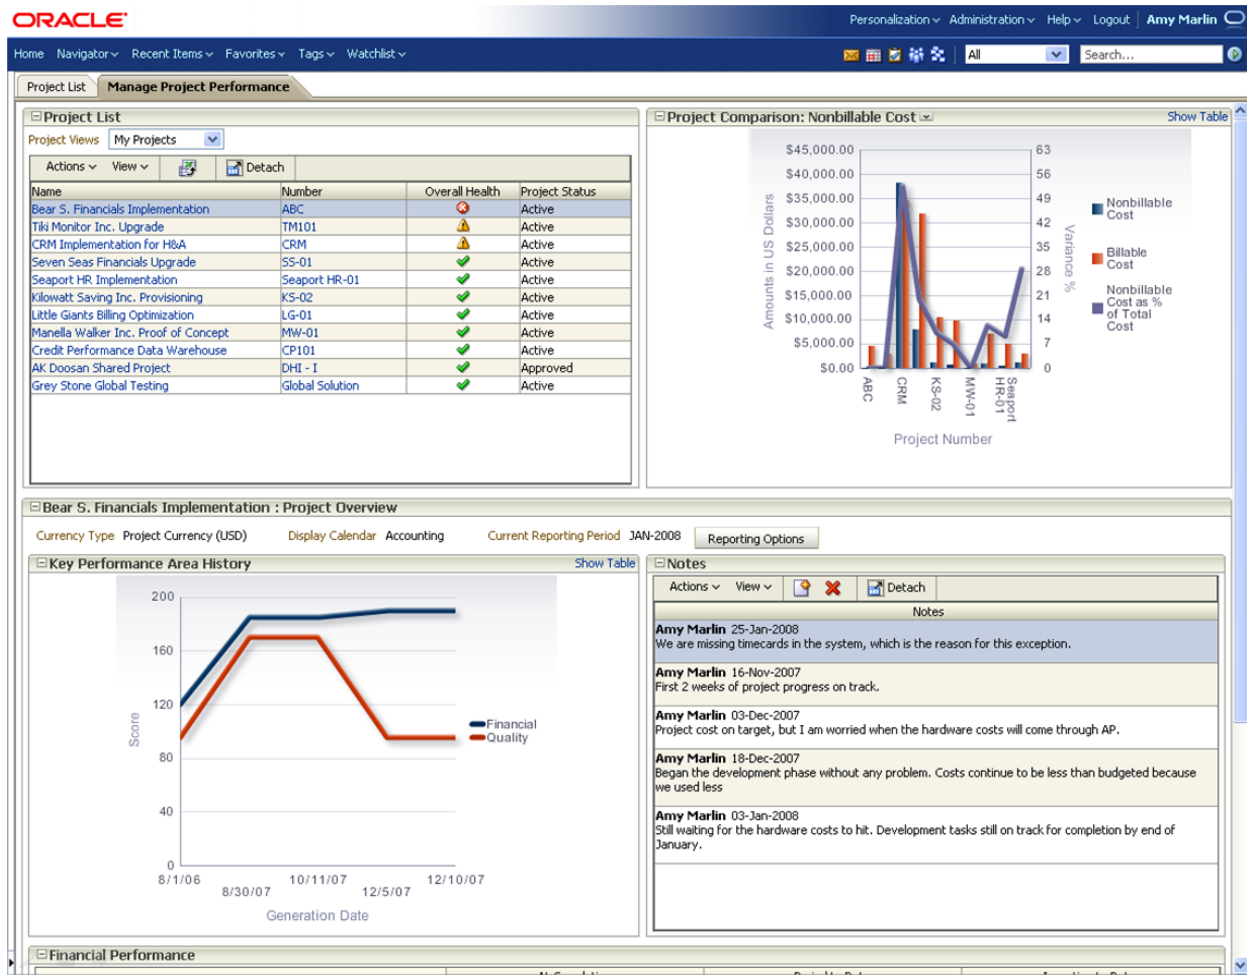 ORACLE
Personalization Administration Help Logout Amy Marlin
Home Navigator Recent Items Favorites Tags Watchlist All Search...
Project List Manage Project Performance
Project List
Project Views My Projects
Actions View Detach
Name Number Overall Health Project Status
Bear S. Financials Implementation ABC Active
Tiki Monitor Inc. Upgrade TM101 Active
CRM Implementation for H&A CRM Active
Seven Seas Financials Upgrade SS-01 Active
Seaport HR Implementation Seaport HR-01 Active
Kilowatt Saving Inc. Provisioning KS-02 Active
Little Giants Billing Optimization LG-01 Active
Manella Walker Inc. Proof of Concept MW-01 Active
Credit Performance Data Warehouse CP101 Active
AK Doosan Shared Project DHI - I Approved
Grey Stone Global Testing Global Solution Active
Project Comparison: Nonbillable Cost Show Table
$45,000.00 63
$40,000.00 56
$35,000.00 49
$30,000.00 42
$25,000.00 35
$20,000.00 28
$15,000.00 21
$10,000.00 14
$5,000.00 7
$0.00 0
Amounts in US Dollars
Variance %
Nonbillable
Cost
Billable
Cost
Nonbillable
Cost as %
of Total
Cost
ABC
CRM
KS-02
MW-01
Seaport
HR-01
Project Number
Bear S. Financials Implementation : Project Overview
Currency Type Project Currency (USD) Display Calendar Accounting Current Reporting Period JAN-2008 Reporting Options
Key Performance Area History Show Table
200
160
120
80
40
0
Score
Financial
Quality
8/1/06 8/30/07 10/11/07 12/5/07 12/10/07
Generation Date
Notes
Actions View Detach
Notes
Amy Marlin 25-Jan-2008
We are missing timecards in the system, which is the reason for this exception.
Amy Marlin 16-Nov-2007
First 2 weeks of project progress on track.
Amy Marlin 03-Dec-2007
Project cost on target, but I am worried when the hardware costs will come through AP.
Amy Marlin 18-Dec-2007
Began the development phase without any problem. Costs continue to be less than budgeted because
we used less
Amy Marlin 03-Jan-2008
Still waiting for the hardware costs to hit. Development tasks still on track for completion by end of
January.
Financial Performance